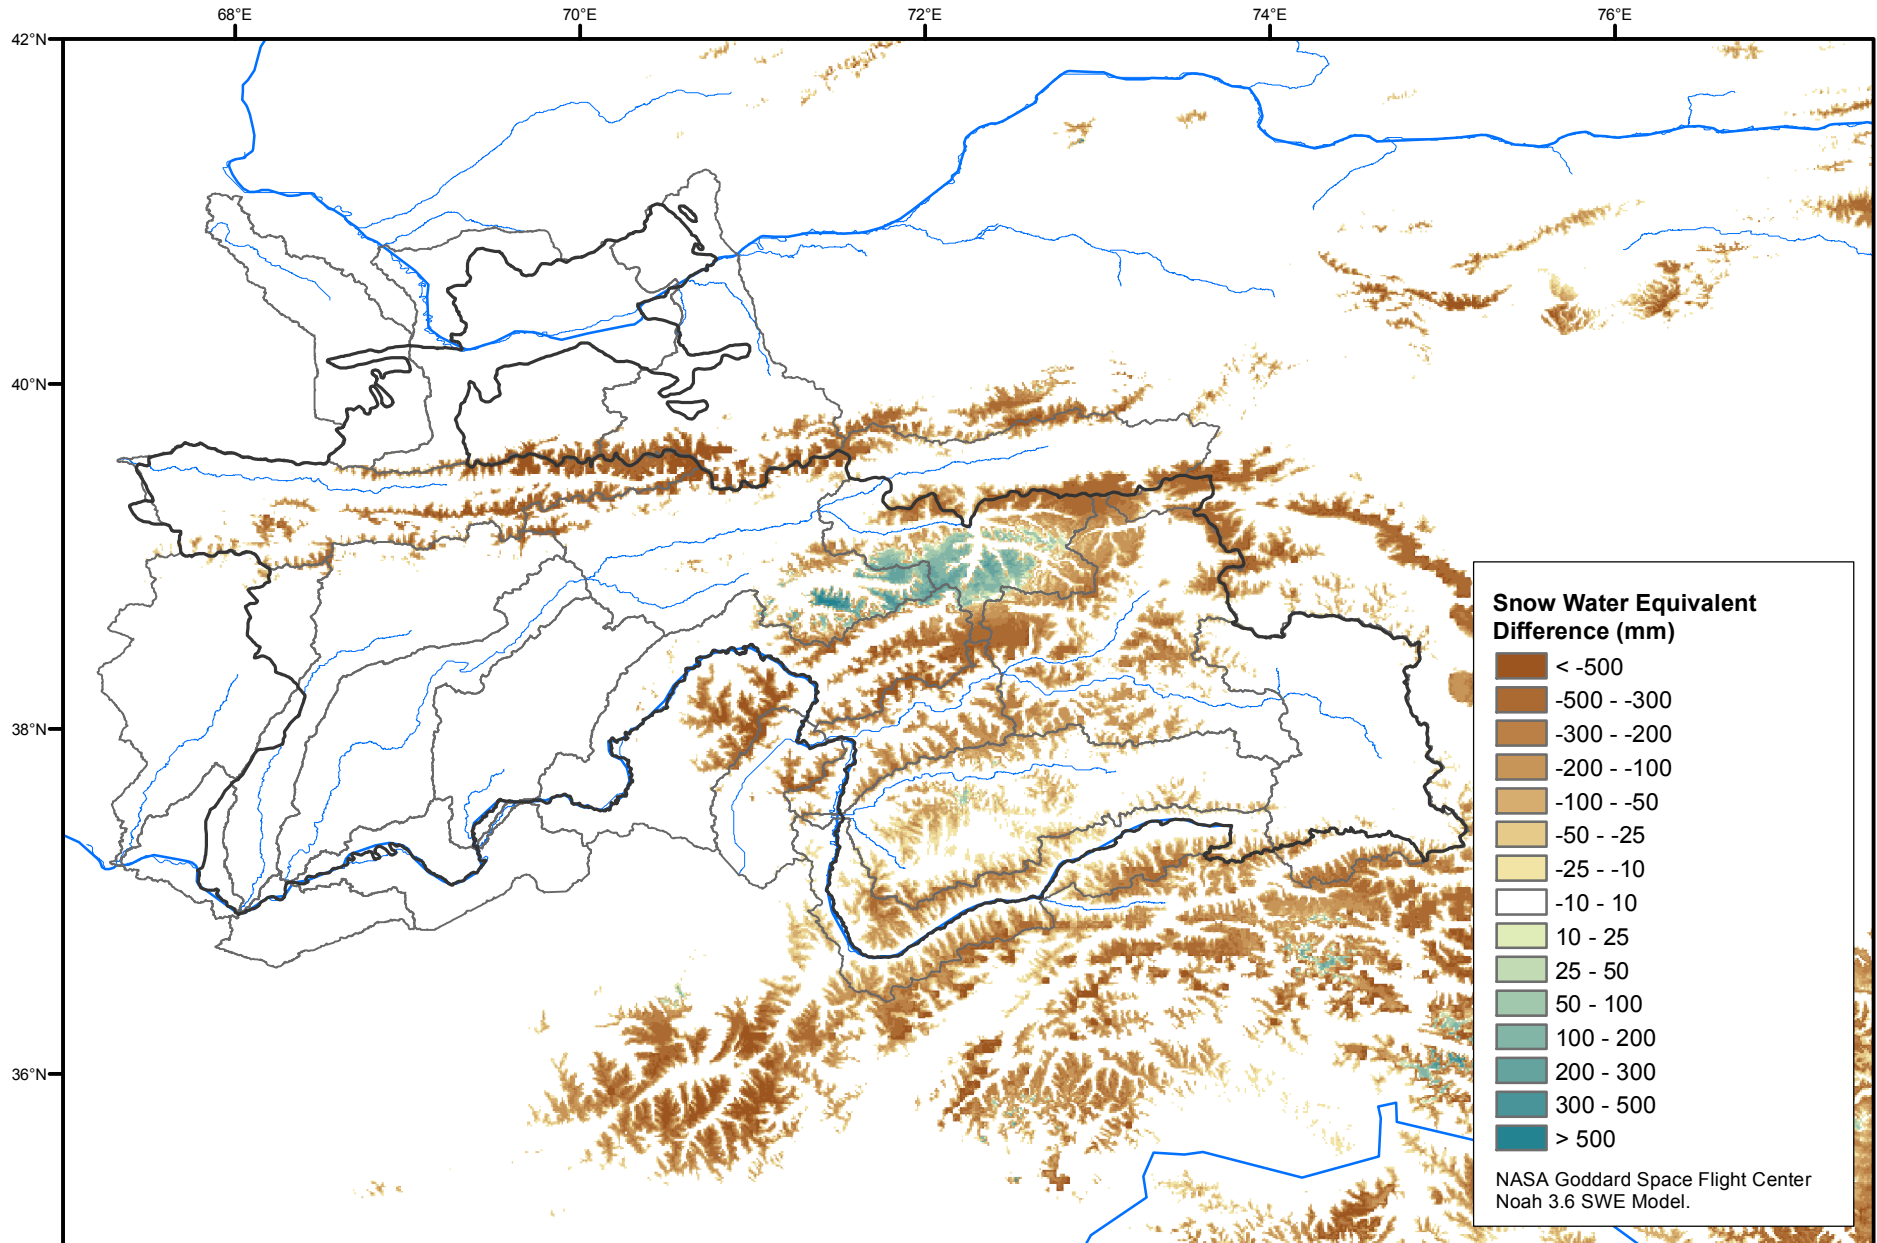 68°E 70°E 72°E 74°E 76°E
42°N
40°N
38°N
36°N
Snow Water Equivalent
Difference (mm)
< -500
-500 - -300
-300 - -200
-200 - -100
-100 - -50
-50 - -25
-25 - -10
-10 - 10
10 - 25
25 - 50
50 - 100
100 - 200
200 - 300
300 - 500
> 500
NASA Goddard Space Flight Center
Noah 3.6 SWE Model.